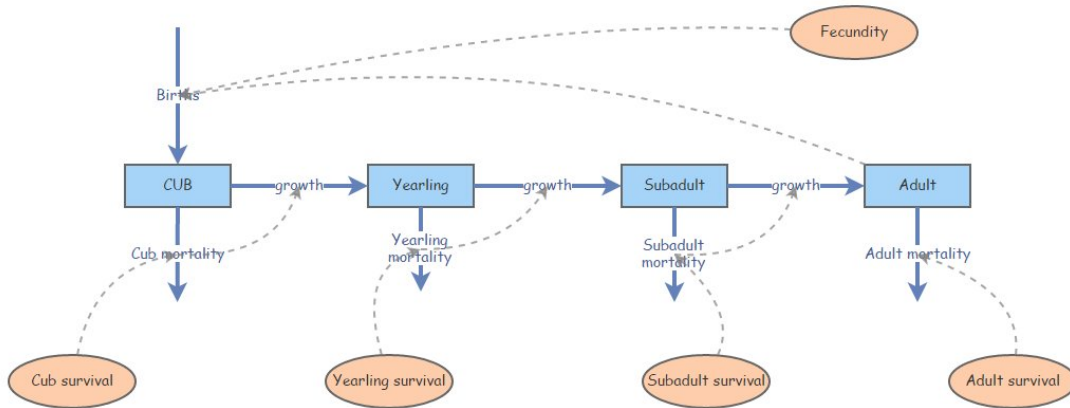 Fecundity
Births
CUB
growth
Yearling
growth
Subadult
growth
Adult
Cub mortality
Yearling
mortality
Subadult
mortality
Adult mortality
Cub survival
Yearling survival
Subadult survival
Adult survival